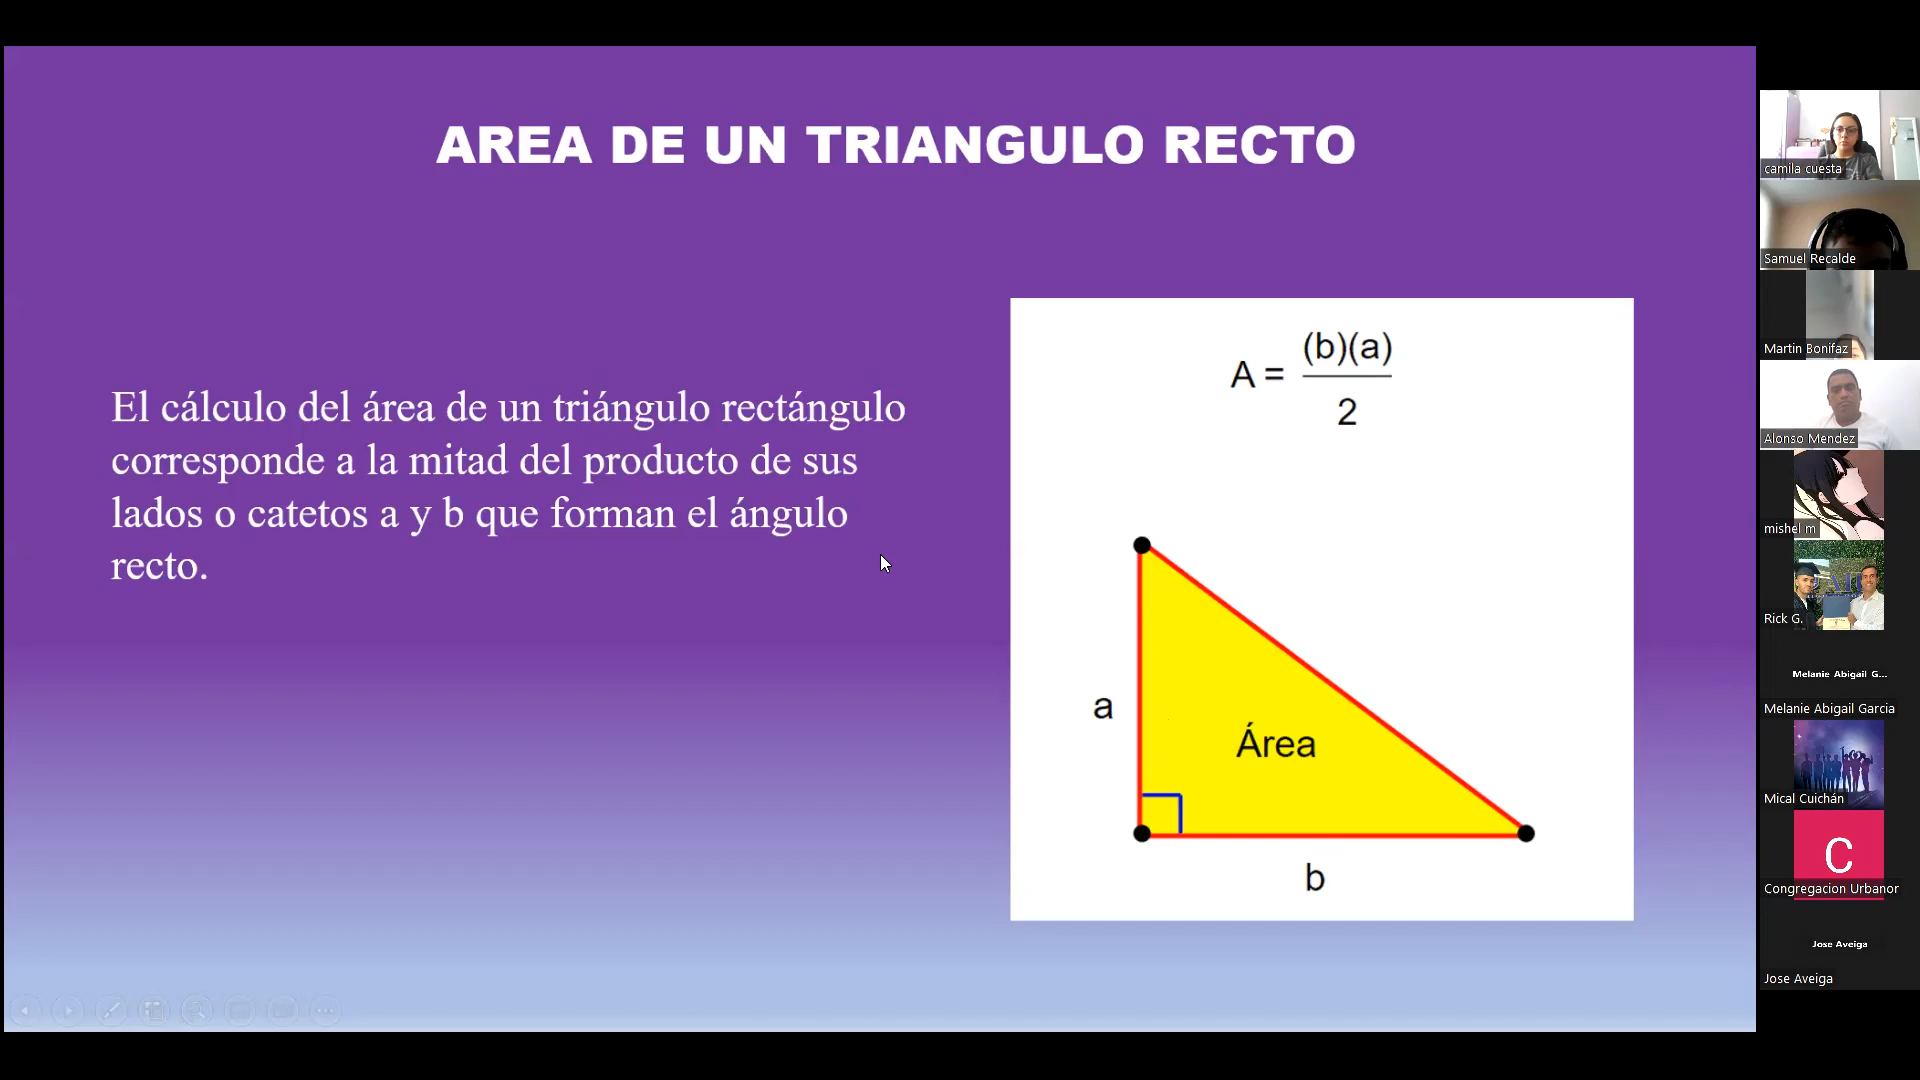 AREA DE UN TRIANGULO RECTO
El cálculo del área de un triángulo rectángulo
corresponde a la mitad del producto de sus
lados o catetos a y b que forman el ángulo
recto.
A = (b)(a)
2
a
Área
b
camila cuesta
Samuel Recalde
Martin Bonifaz
Alonso Mendez
mishel m
Rick G.
Melanie Abigail G...
Melanie Abigail Garcia
Mical Cuichán
C
Congregacion Urbanor
Jose Aveiga
Jose Aveiga